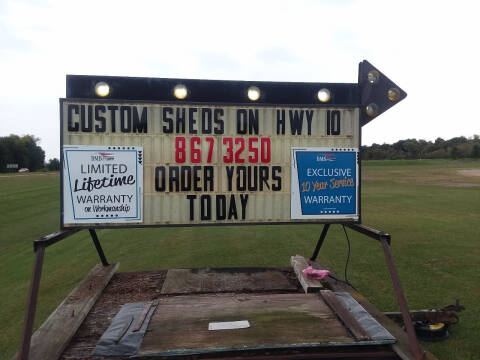 CUSTOM SHEDS ON HWY 10
867 3250
ORDER YOURS
TODAY
LIMITED
Lifetime
WARRANTY
on Workmanship
EXCLUSIVE
10 Year Service
WARRANTY